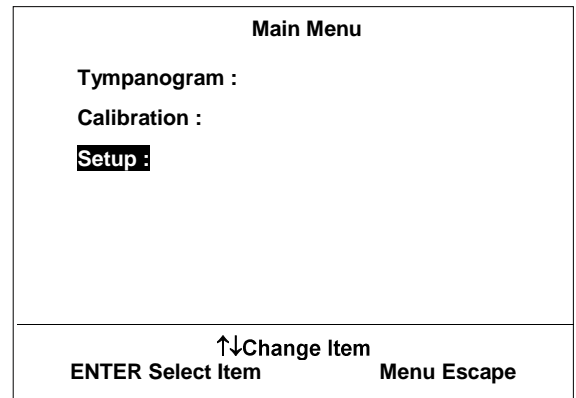 Main Menu
Tympanogram :
Calibration :
Setup :
↑↓Change Item
ENTER Select Item Menu Escape